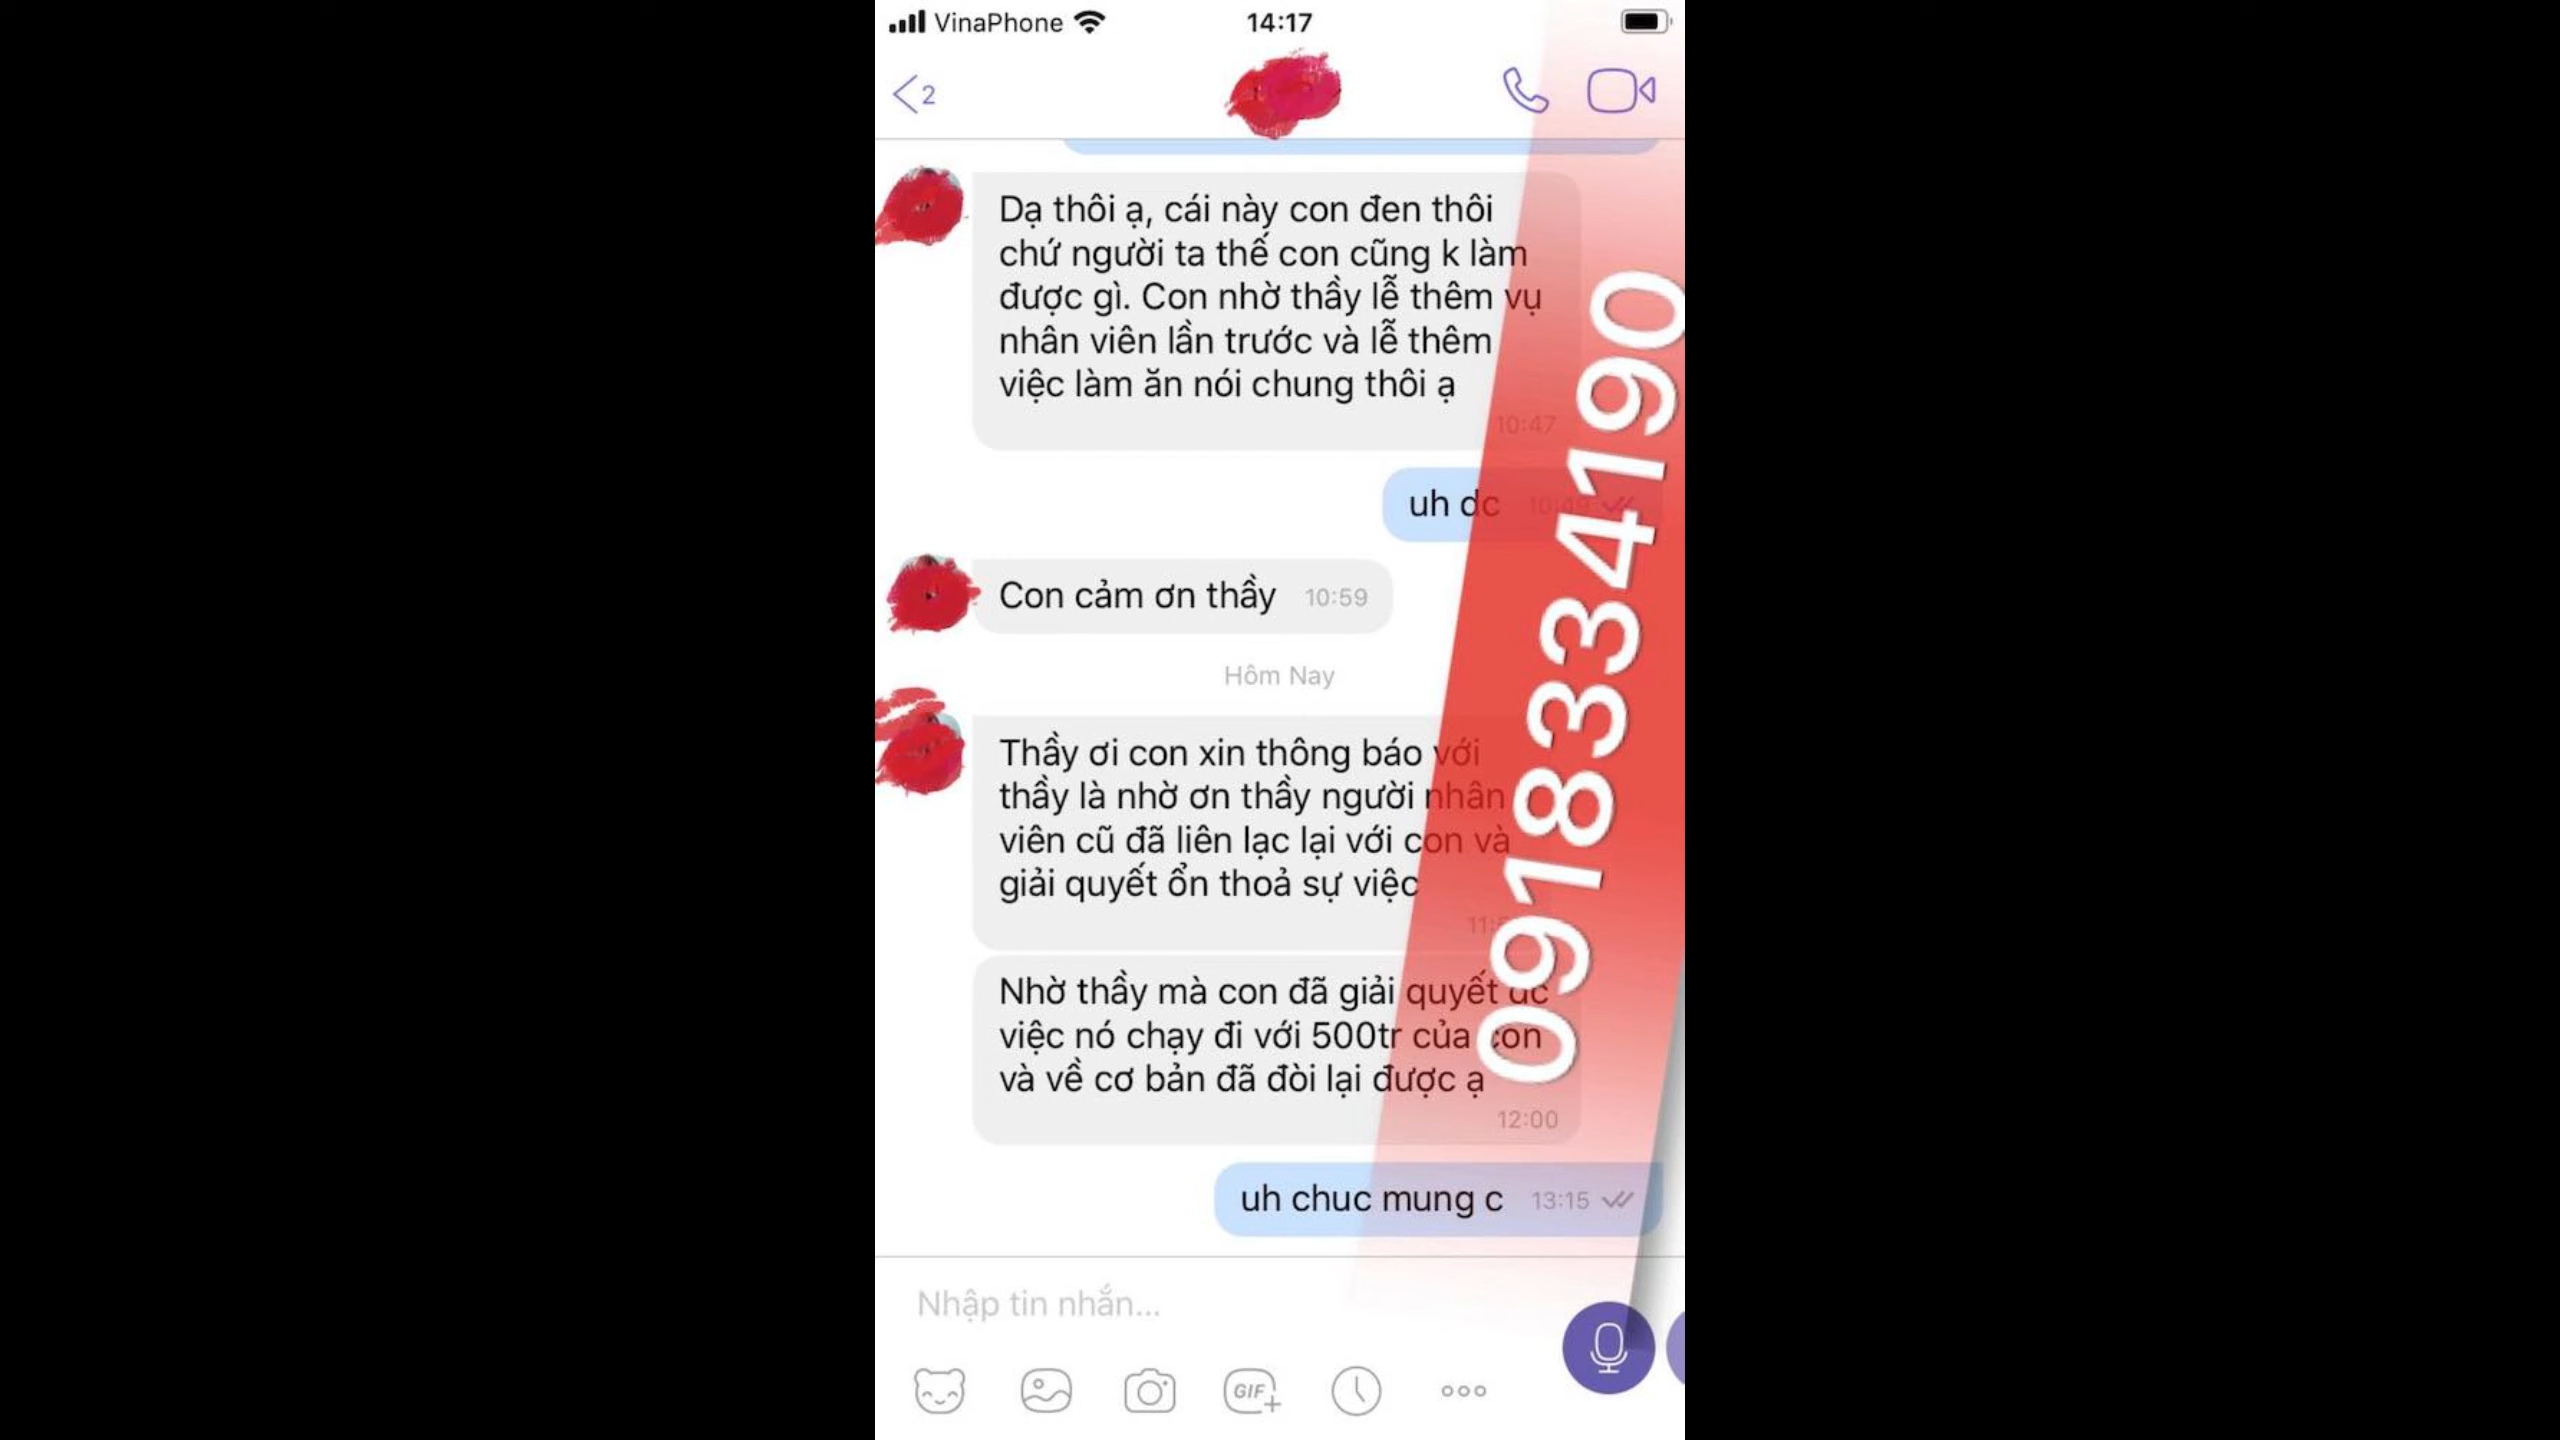 VinaPhone
14:17
2
Dạ thôi ạ, cái này con đen thôi
chứ người ta thế con cũng k làm
được gì. Con nhờ thầy lễ thêm vụ
nhân viên lần trước và lễ thêm
việc làm ăn nói chung thôi ạ
10:47
uh dc 10:49
Con cảm ơn thầy 10:59
Hôm Nay
Thầy ơi con xin thông báo với
thầy là nhờ ơn thầy người nhân
viên cũ đã liên lạc lại với con và
giải quyết ổn thoả sự việc
Nhờ thầy mà con đã giải quyết dc
việc nó chạy đi với 500tr của con
và về cơ bản đã đòi lại được ạ
12:00
uh chuc mung c 13:15
Nhập tin nhắn...
GIF
0918334190